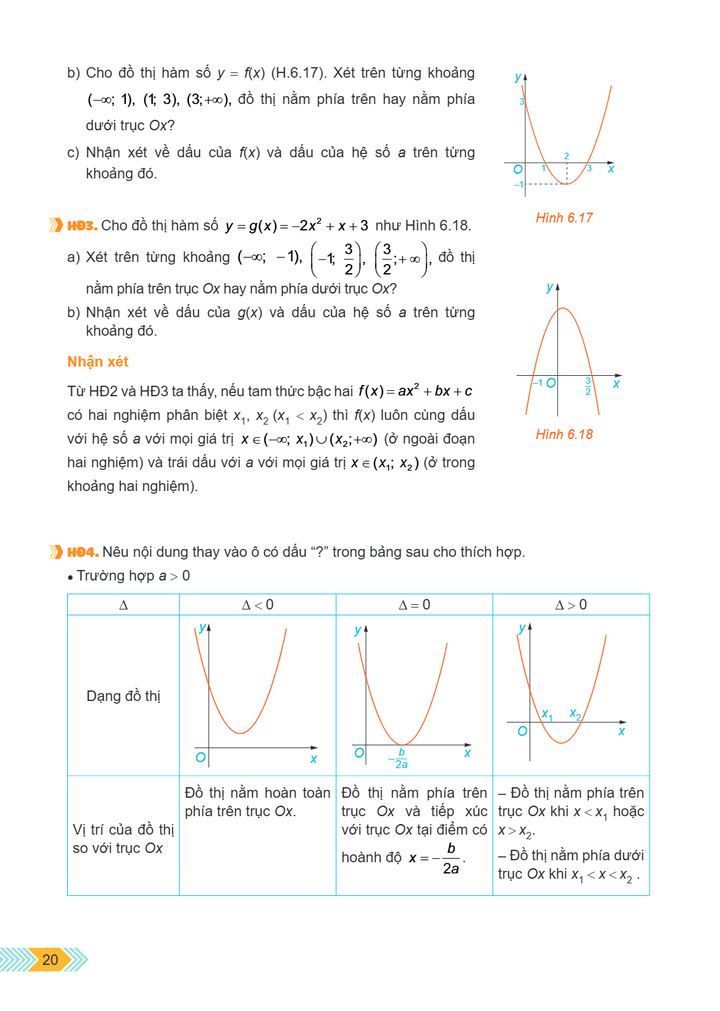 b) Cho đồ thị hàm số y = f(x) (H.6.17). Xét trên từng khoảng
(−∞; 1), (1; 3), (3;+∞), đồ thị nằm phía trên hay nằm phía
dưới trục Ox?
c) Nhận xét về dấu của f(x) và dấu của hệ số a trên từng
khoảng đó.
y
3
2
O
1
3
x
−1
Hình 6.17
HĐ3. Cho đồ thị hàm số y = g(x) = −2x² + x + 3 như Hình 6.18.
a) Xét trên từng khoảng (−∞; −1), (−1; 3/2), (3/2; +∞), đồ thị
nằm phía trên trục Ox hay nằm phía dưới trục Ox?
b) Nhận xét về dấu của g(x) và dấu của hệ số a trên từng
khoảng đó.
y
−1 O 3/2 x
Hình 6.18
Nhận xét
Từ HĐ2 và HĐ3 ta thấy, nếu tam thức bậc hai f(x) = ax² + bx + c
có hai nghiệm phân biệt x₁, x₂ (x₁ < x₂) thì f(x) luôn cùng dấu
với hệ số a với mọi giá trị x ∈ (−∞; x₁) ∪ (x₂; +∞) (ở ngoài đoạn
hai nghiệm) và trái dấu với a với mọi giá trị x ∈ (x₁; x₂) (ở trong
khoảng hai nghiệm).
HĐ4. Nêu nội dung thay vào ô có dấu “?” trong bảng sau cho thích hợp.
• Trường hợp a > 0
Δ
Δ < 0
Δ = 0
Δ > 0
Dạng đồ thị
y
O
x
y
O
−b/2a
x
y
x₁ x₂
O
x
Vị trí của đồ thị
so với trục Ox
Đồ thị nằm hoàn toàn
phía trên trục Ox.
Đồ thị nằm phía trên
trục Ox và tiếp xúc
với trục Ox tại điểm có
hoành độ x = −b/2a.
– Đồ thị nằm phía trên
trục Ox khi x < x₁ hoặc
x > x₂.
– Đồ thị nằm phía dưới
trục Ox khi x₁ < x < x₂ .
20